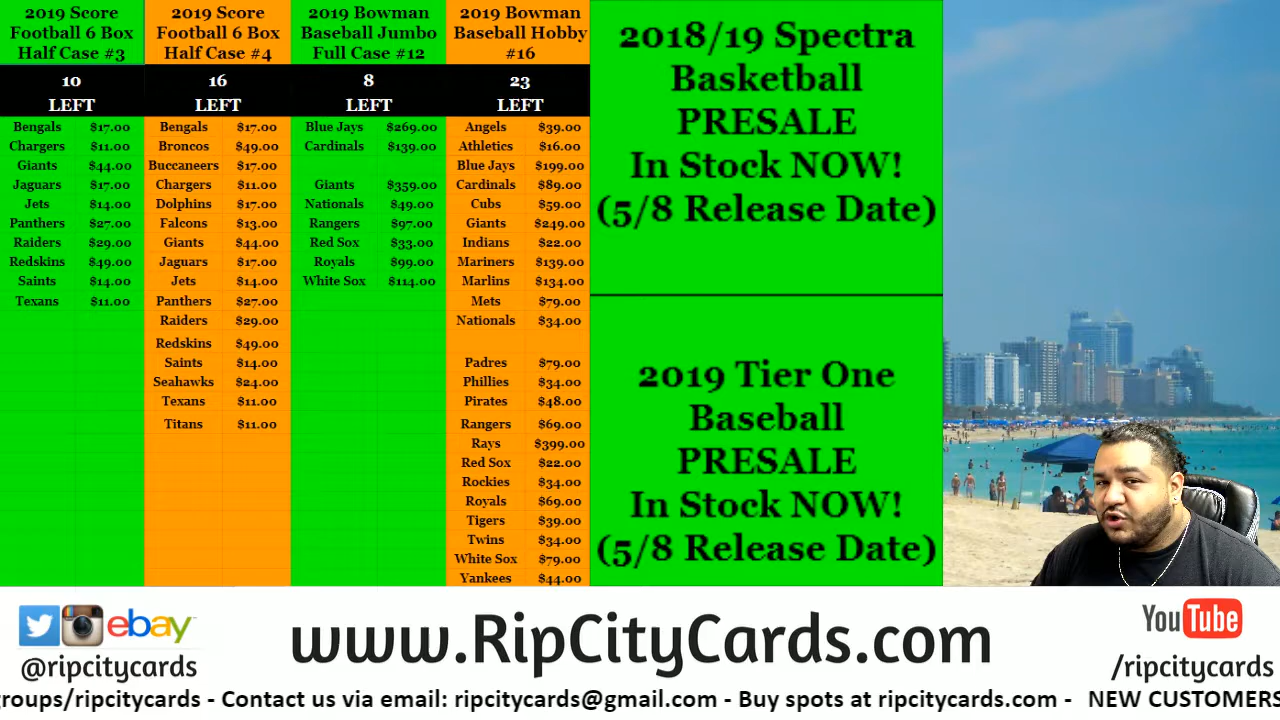 2019 Score
Football 6 Box
Half Case #3
10
LEFT
Bengals $17.00
Chargers $11.00
Giants $44.00
Jaguars $17.00
Jets $14.00
Panthers $27.00
Raiders $29.00
Redskins $49.00
Saints $14.00
Texans $11.00
2019 Score
Football 6 Box
Half Case #4
16
LEFT
Bengals $17.00
Broncos $49.00
Buccaneers $17.00
Chargers $11.00
Dolphins $17.00
Falcons $13.00
Giants $44.00
Jaguars $17.00
Jets $14.00
Panthers $27.00
Raiders $29.00
Redskins $49.00
Saints $14.00
Seahawks $24.00
Texans $11.00
Titans $11.00
2019 Bowman
Baseball Jumbo
Full Case #12
8
LEFT
Blue Jays $269.00
Cardinals $139.00
Giants $359.00
Nationals $49.00
Rangers $97.00
Red Sox $33.00
Royals $99.00
White Sox $114.00
2019 Bowman
Baseball Hobby
#16
23
LEFT
Angels $39.00
Athletics $16.00
Blue Jays $199.00
Cardinals $89.00
Cubs $59.00
Giants $249.00
Indians $22.00
Mariners $139.00
Marlins $134.00
Mets $79.00
Nationals $34.00
Padres $79.00
Phillies $34.00
Pirates $48.00
Rangers $69.00
Rays $399.00
Red Sox $22.00
Rockies $34.00
Royals $69.00
Tigers $39.00
Twins $34.00
White Sox $79.00
Yankees $44.00
2018/19 Spectra
Basketball
PRESALE
In Stock NOW!
(5/8 Release Date)
2019 Tier One
Baseball
PRESALE
In Stock NOW!
(5/8 Release Date)
ebay
@ripcitycards
www.RipCityCards.com
YouTube
/ripcitycards
groups/ripcitycards - Contact us via email: ripcitycards@gmail.com - Buy spots at ripcitycards.com - NEW CUSTOMERS